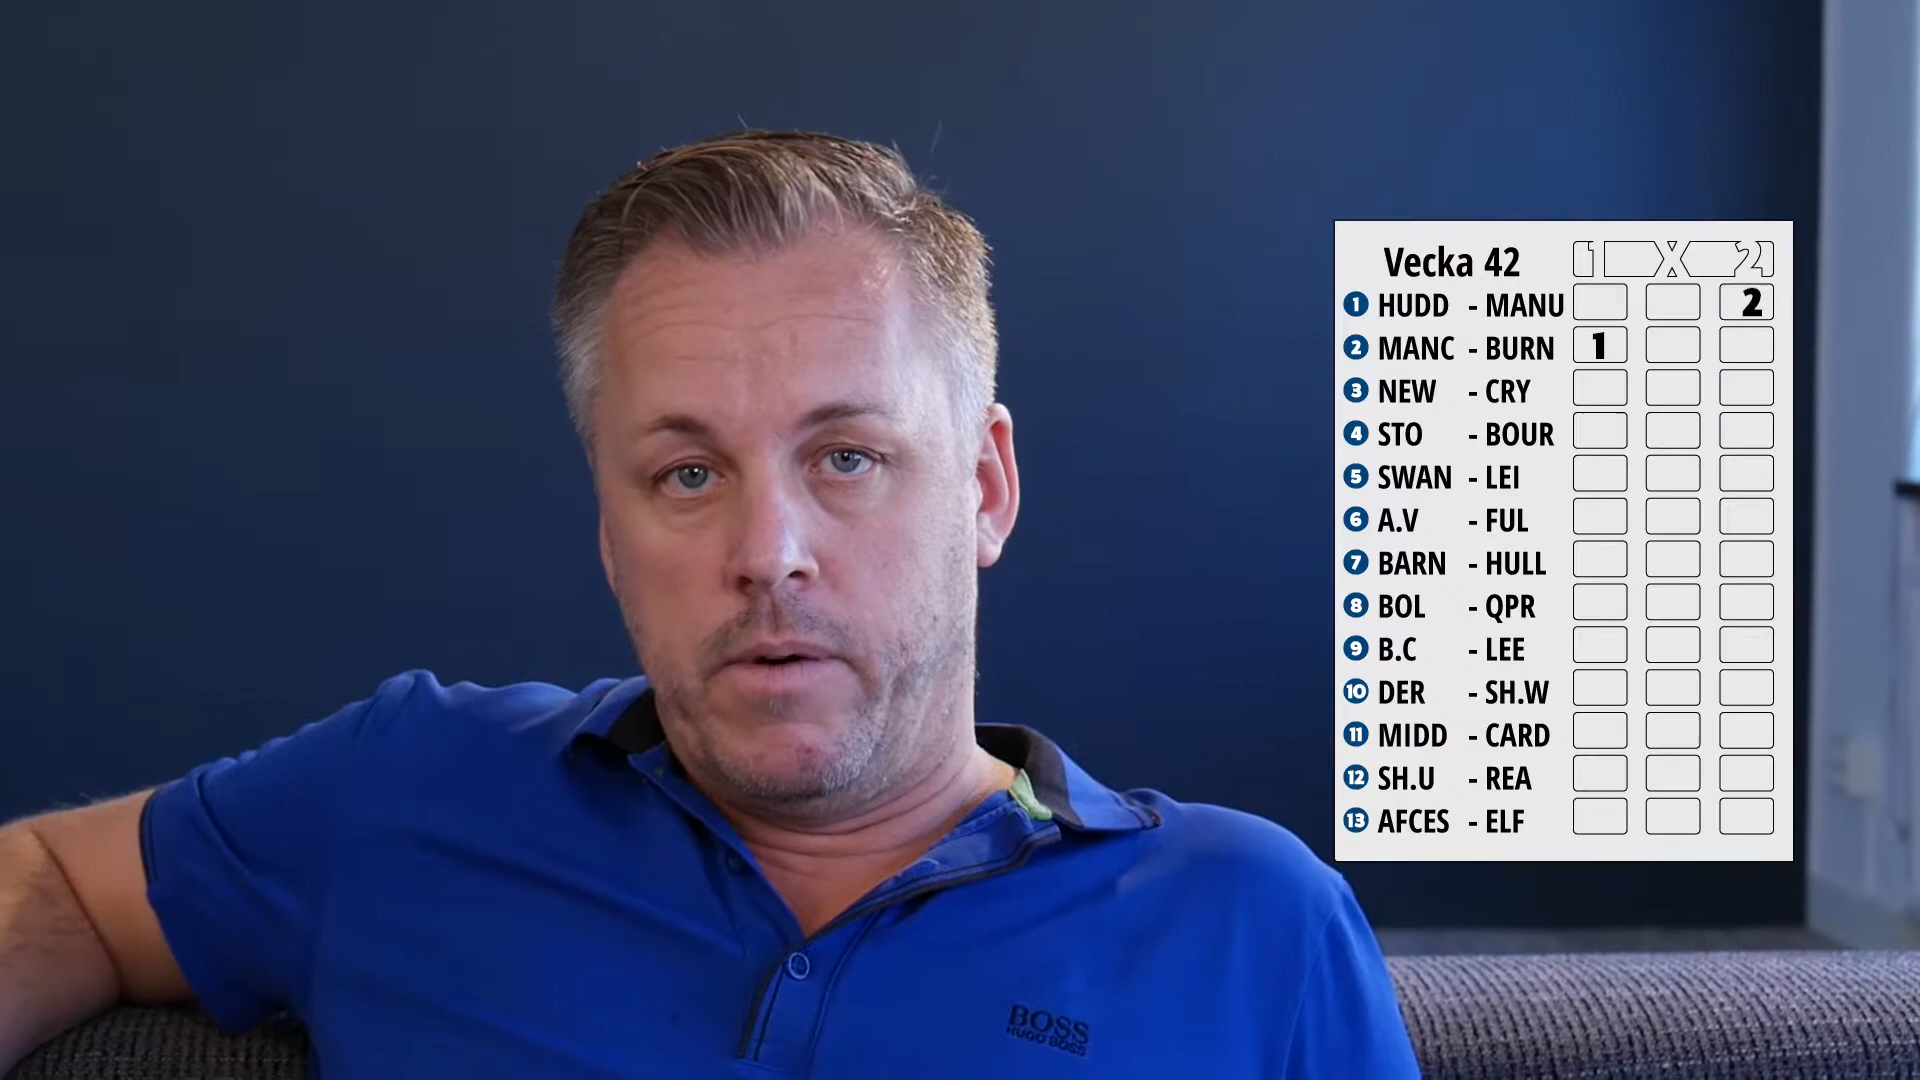 Vecka 42 1 X 2
1 HUDD - MANU 2
2 MANC - BURN 1
3 NEW - CRY
4 STO - BOUR
5 SWAN - LEI
6 A.V - FUL
7 BARN - HULL
8 BOL - QPR
9 B.C - LEE
10 DER - SH.W
11 MIDD - CARD
12 SH.U - REA
13 AFCES - ELF
BOSS
HUGO BOSS